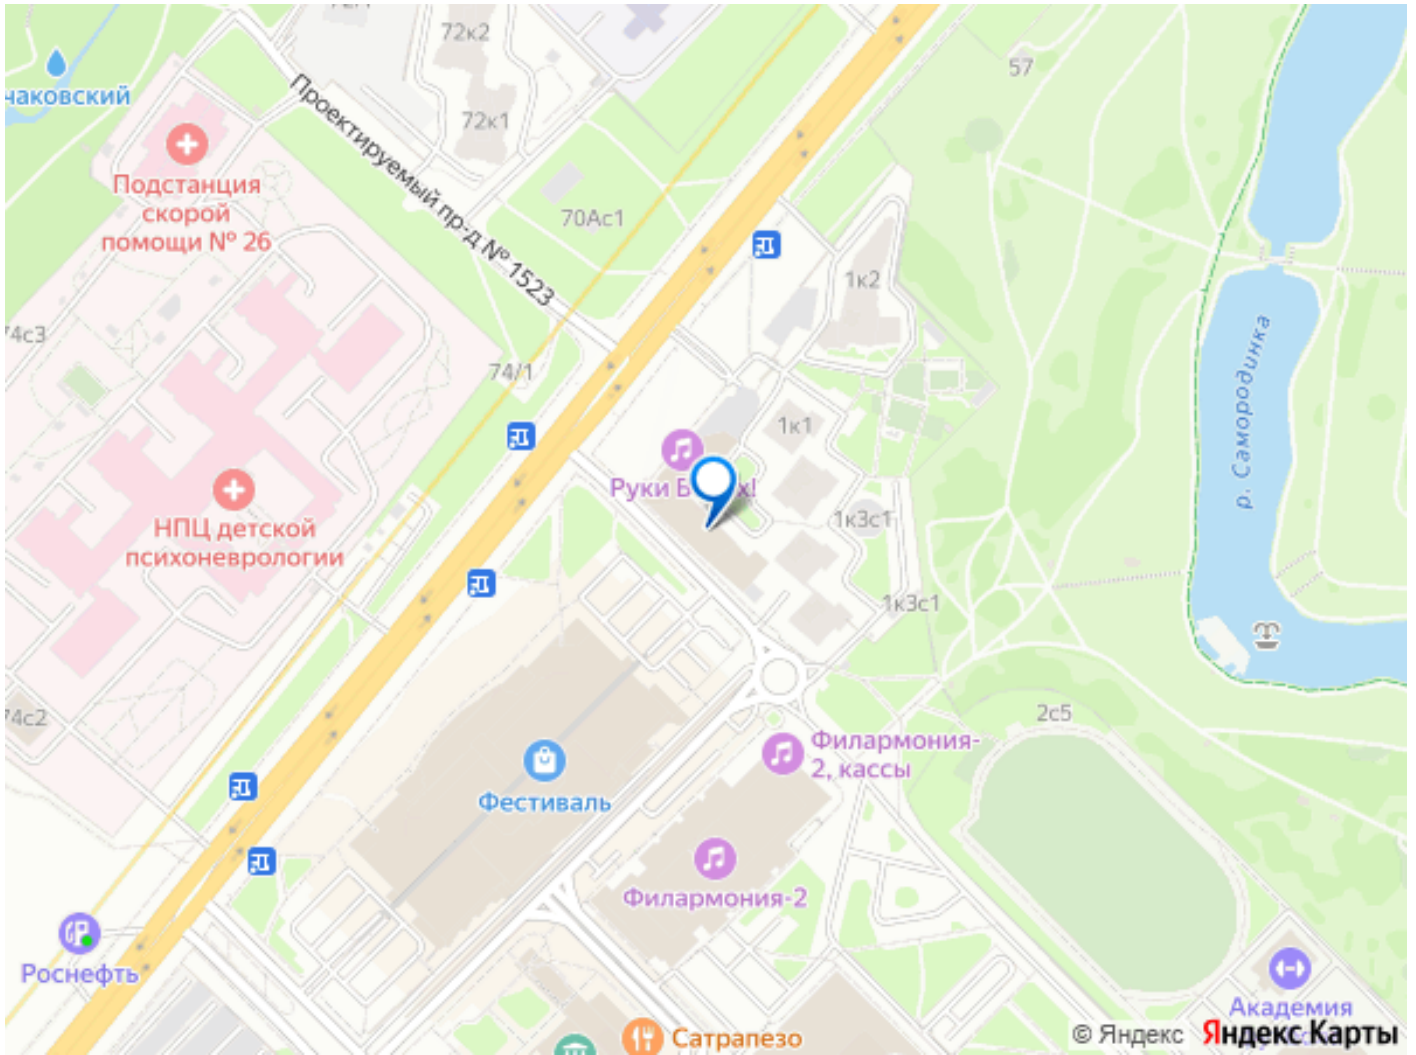 72к2
57
чаковский
Проектируемый пр-д № 1523
72к1
Подстанция
скорой
помощи № 26
70Ас1
1к2
74с3
р. Самородинка
74/1
1к1
Руки
НПЦ детской
психоневрологии
1к3с1
1к3с1
74с2
2с5
Филармония-
2, кассы
Фестиваль
Филармония-2
Роснефть
Академия
Сатрапезо
© Яндекс
Яндекс Карты